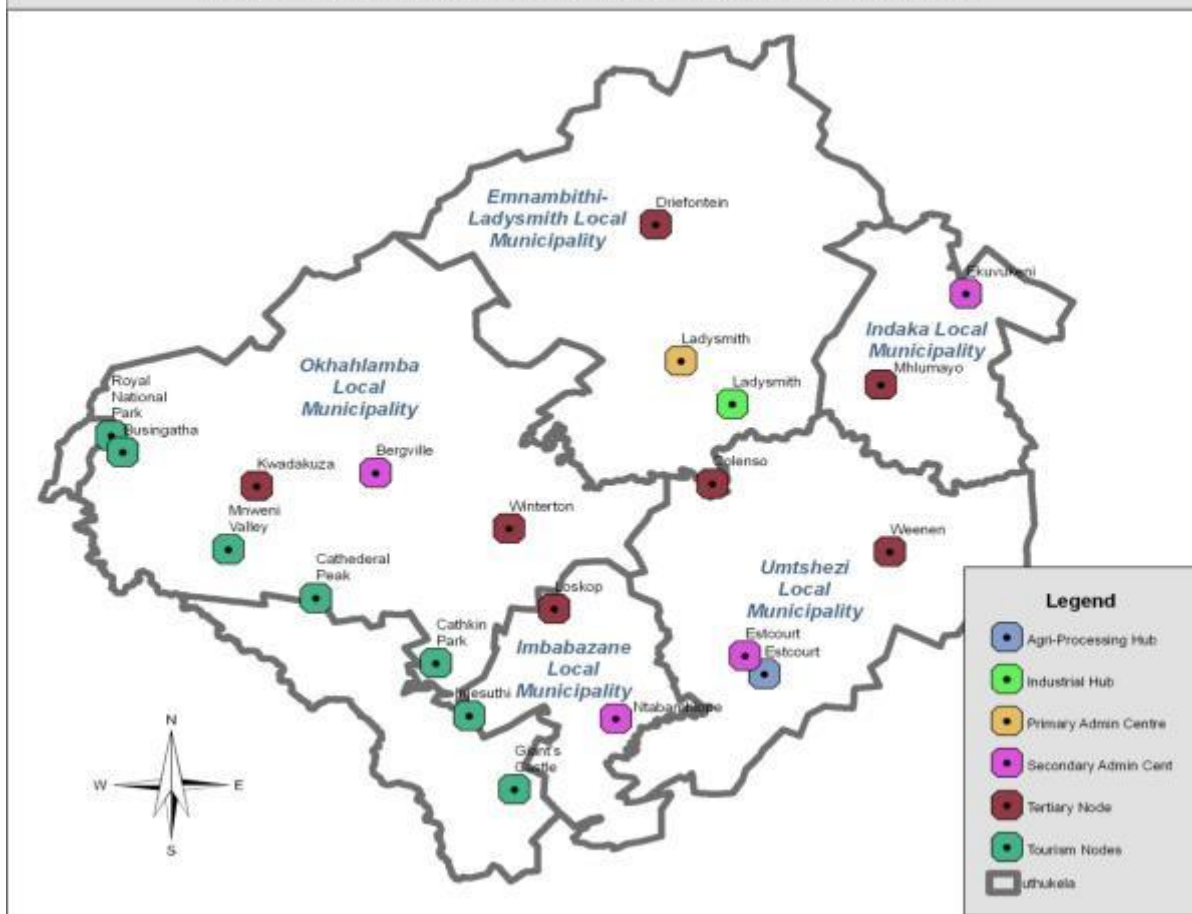 Emnambithi-
Ladysmith Local
Municipality
Driefontein
Ekuvukeni
Indaka Local
Municipality
Mhlumayo
Ladysmith
Ladysmith
Okhahlamba
Local
Municipality
Royal
National
Park
Busingatha
Kwadakuza
Bergville
Mnweni
Valley
Winterton
Colenso
Weenen
Cathederal
Peak
Loskop
Umtshezi
Local
Municipality
Cathkin
Park
Imbabazane
Local
Municipality
Estcourt
Estcourt
Giant's
Castle
N
W
E
S
Legend
Agri-Processing Hub
Industrial Hub
Primary Admin Centre
Secondary Admin Cent
Tertiary Node
Tourism Nodes
uthukela